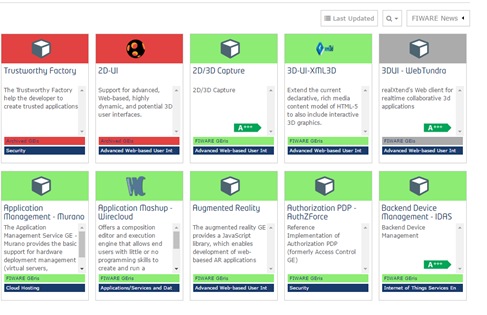 Last Updated
FIWARE News
Trustworthy Factory
The Trustworthy Factory
help the developer to
create trusted applications
Archived GEis
Security
2D-UI
Support for advanced,
Web-based, highly
dynamic, and potential 3D
user interfaces.
Archived GEis
Advanced Web-based User Int
2D/3D Capture
2D/3D Capture
A+++
FIWARE GEris
Advanced Web-based User Int
3D-UI-XML3D
Extend the current
declarative, rich media
content model of HTML-5
to also include interactive
3D graphics.
FIWARE GEris
Advanced Web-based User Int
3DUI - WebTundra
realXtend's Web client for
realtime collaborative 3d
applications
A+++
FIWARE GEris
Advanced Web-based User Int
Application
Management - Murano
The Application
Management Service GE -
Murano provides the basic
support for hardware
deployment management
(virtual servers,
FIWARE GEris
Cloud Hosting
Application Mashup -
Wirecloud
Offers a composition
editor and execution
engine that allows end
users with little or no
programming skills to
create and run a
FIWARE GEris
Applications/Services and Dat
Augmented Reality
The augmented reality GE
provides a JavaScript
library, which enables
development of web-
based AR applications
FIWARE GEris
Advanced Web-based User Int
Authorization PDP -
AuthZForce
Reference
Implementation of
Authorization PDP
(formerly Access Control
GE)
FIWARE GEris
Security
Backend Device
Management - IDAS
Backend Device
Management
A+++
FIWARE GEris
Internet of Things Services En